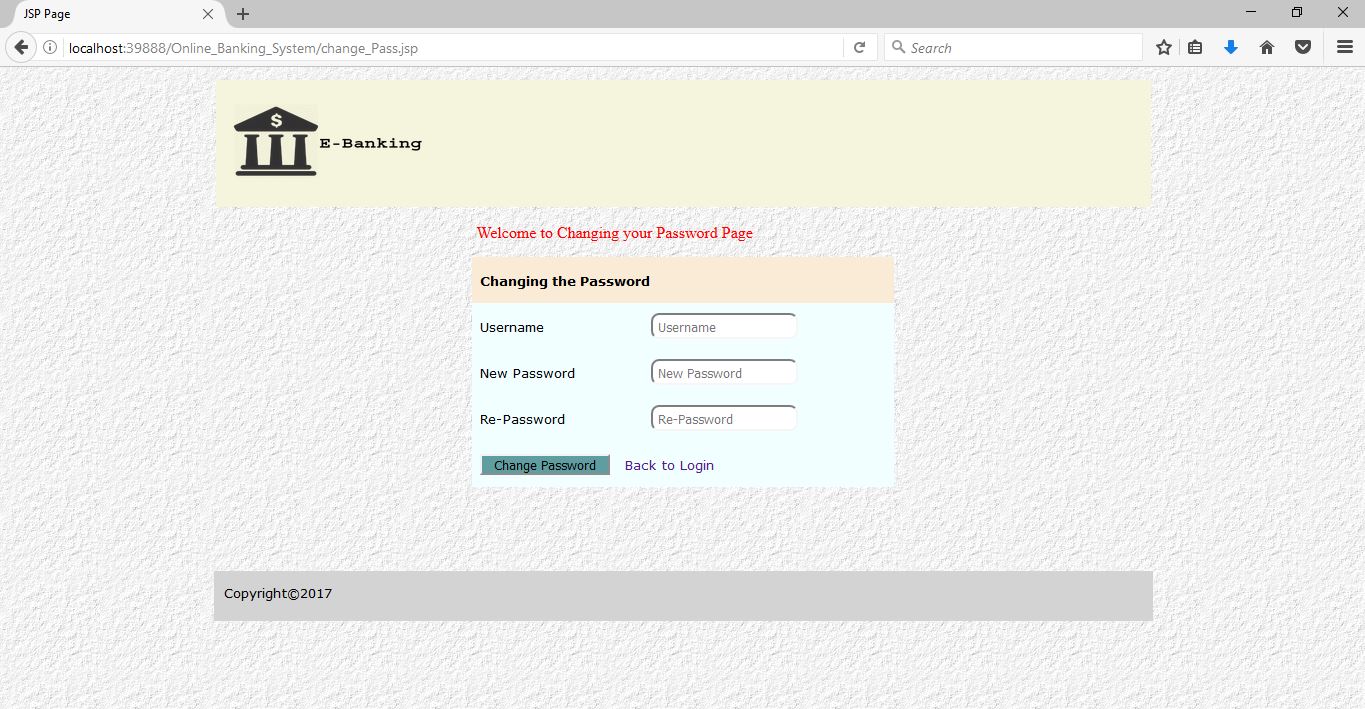 JSP Page
localhost:39888/Online_Banking_System/change_Pass.jsp
Search
$
E-Banking
Welcome to Changing your Password Page
Changing the Password
Username Username
New Password New Password
Re-Password Re-Password
Change Password Back to Login
Copyright©2017